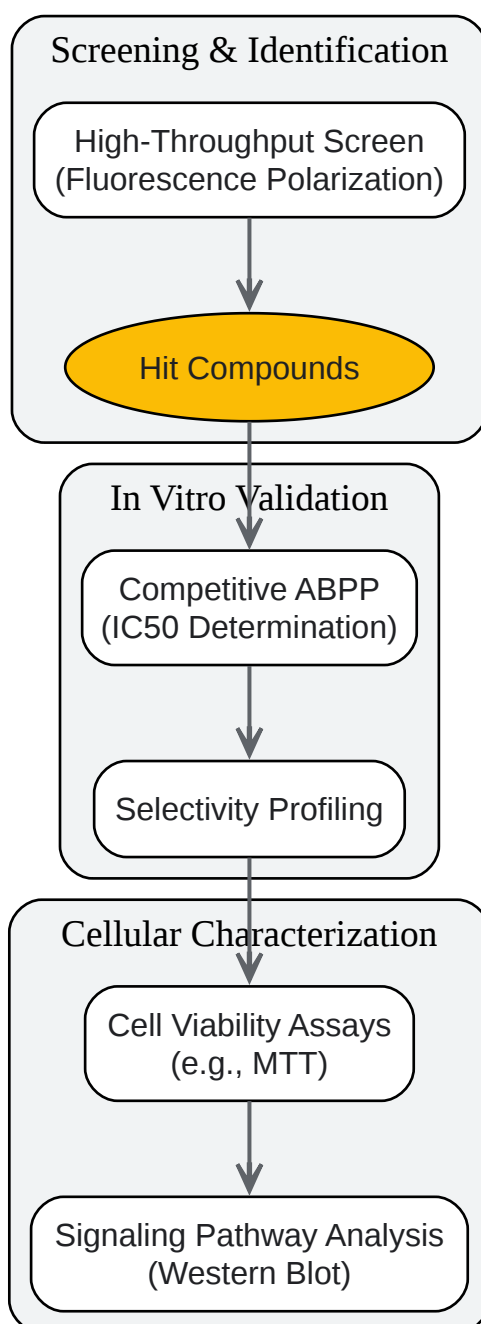 Screening & Identification
High-Throughput Screen
(Fluorescence Polarization)
Hit Compounds
In Vitro Validation
Competitive ABPP
(IC50 Determination)
Selectivity Profiling
Cellular Characterization
Cell Viability Assays
(e.g., MTT)
Signaling Pathway Analysis
(Western Blot)